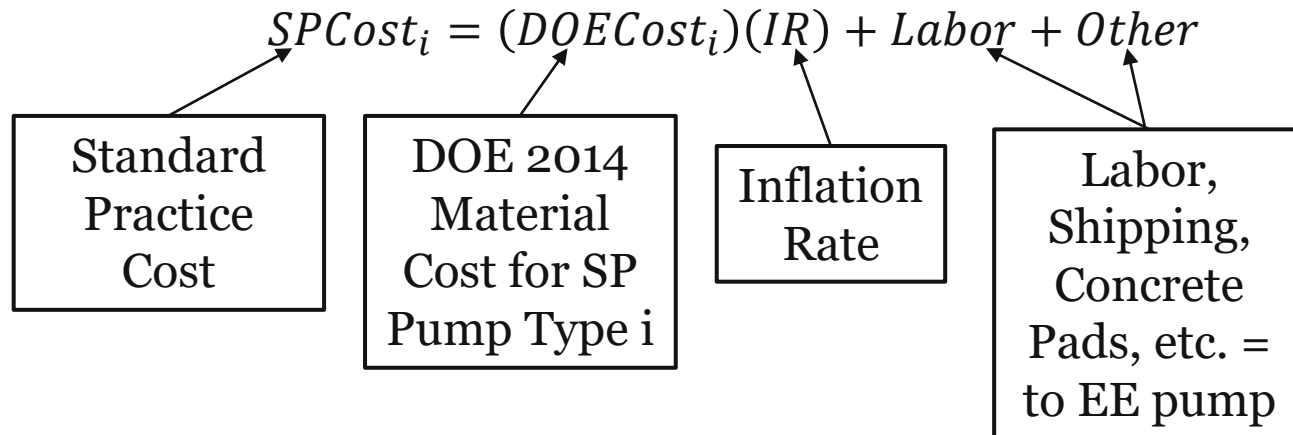 SPCost_i = (DOECost_i)(IR) + Labor + Other
Standard
Practice
Cost
DOE 2014
Material
Cost for SP
Pump Type i
Inflation
Rate
Labor,
Shipping,
Concrete
Pads, etc. =
to EE pump